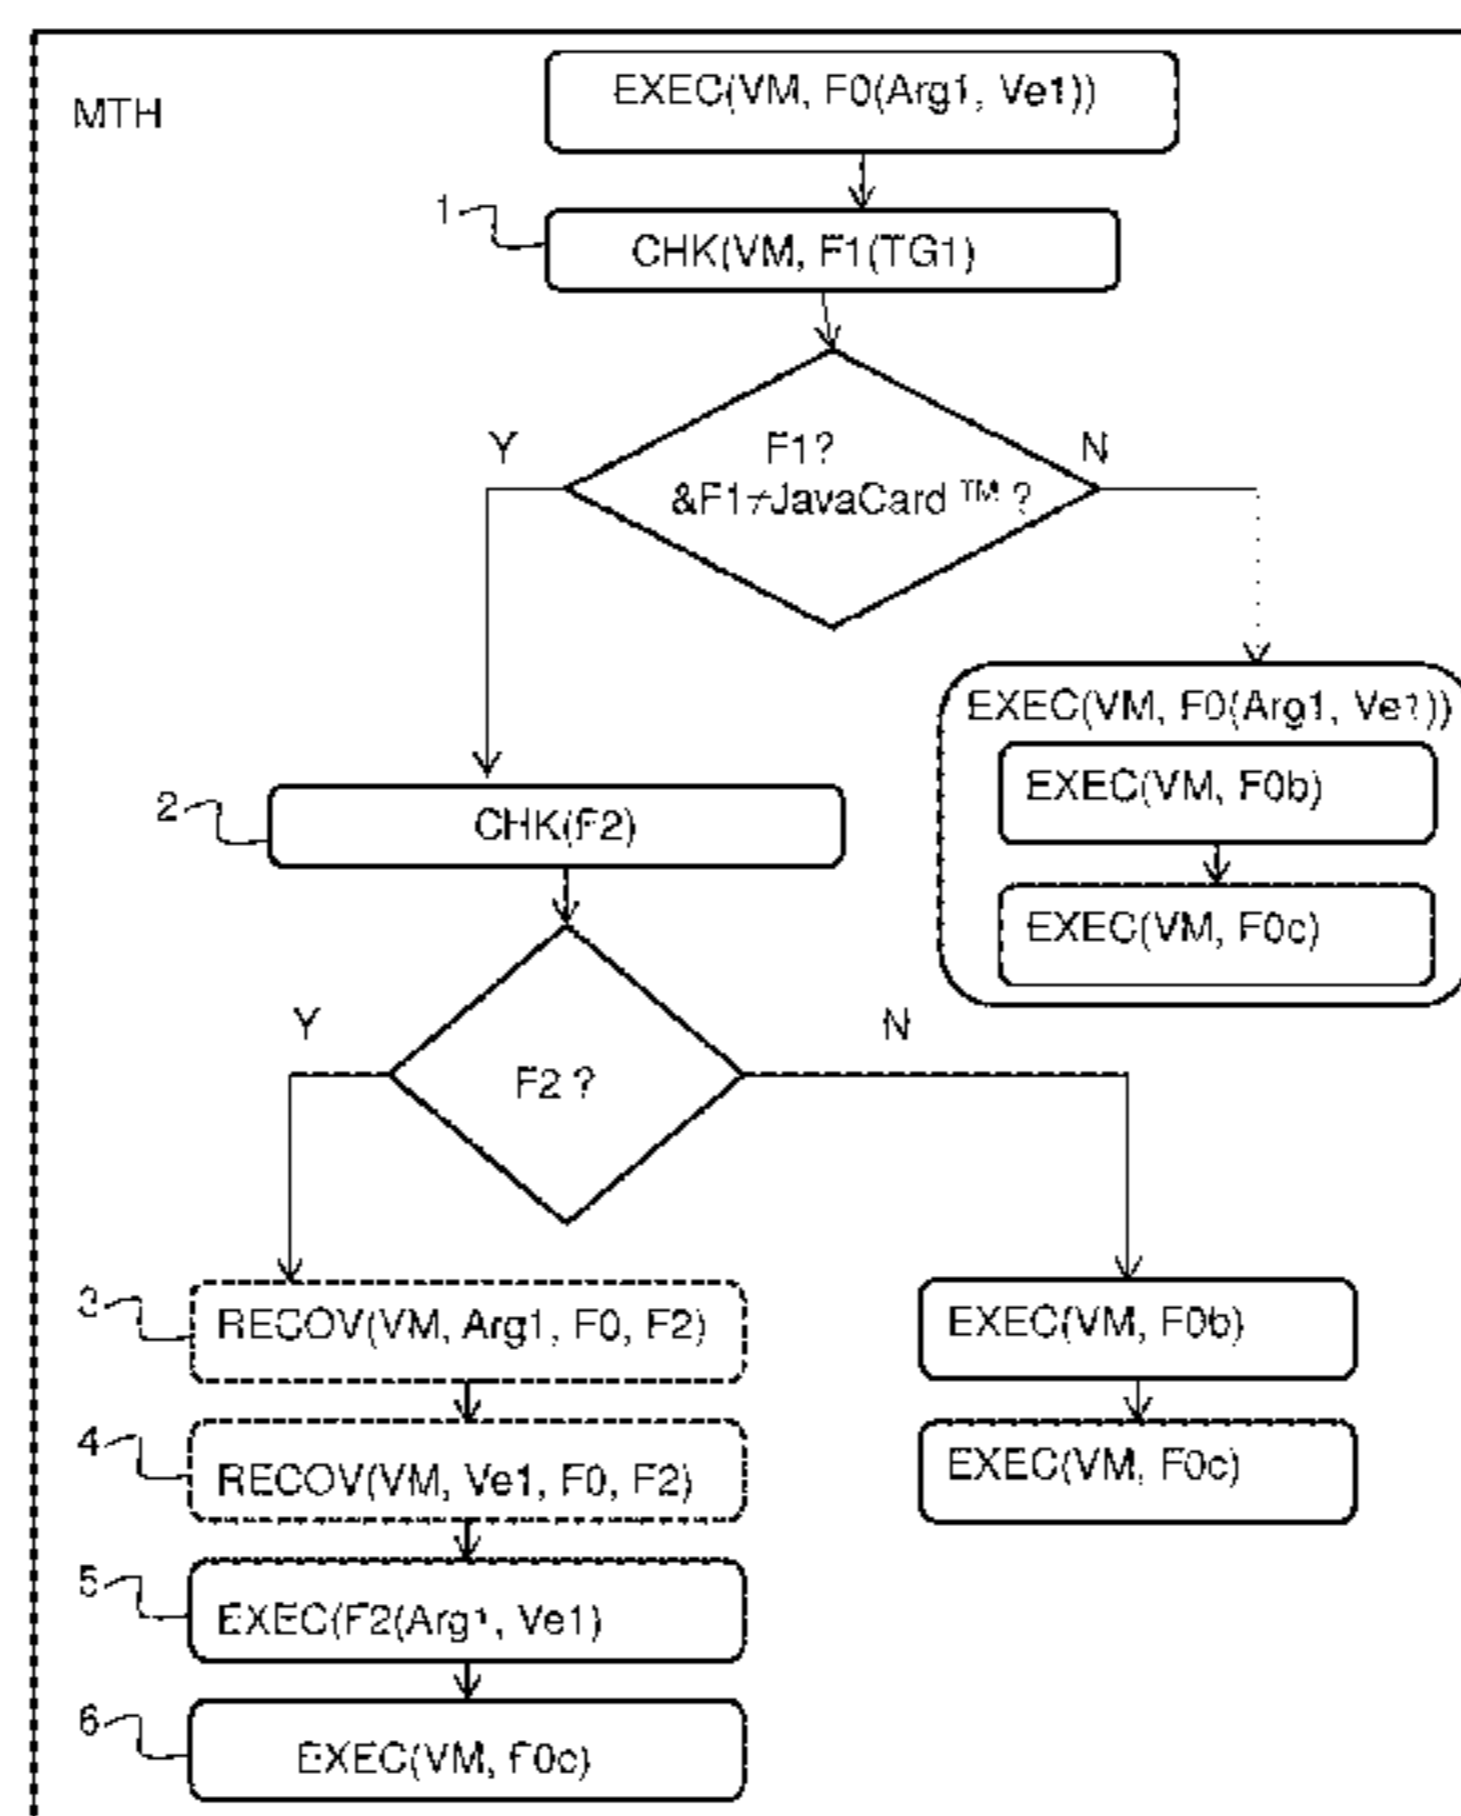 MTH
EXEC(VM, F0(Arg1, Ve1))
1
CHK(VM, F1(TG1)
Y
F1?
N
&F1≠JavaCard ™ ?
EXEC(VM, F0(Arg1, Ve1))
EXEC(VM, F0b)
EXEC(VM, F0c)
2
CHK(F2)
Y
N
F2 ?
3
RECOV(VM, Arg1, F0, F2)
EXEC(VM, F0b)
4
RECOV(VM, Ve1, F0, F2)
EXEC(VM, F0c)
5
EXEC(F2(Arg1, Ve1)
6
EXEC(VM, F0c)